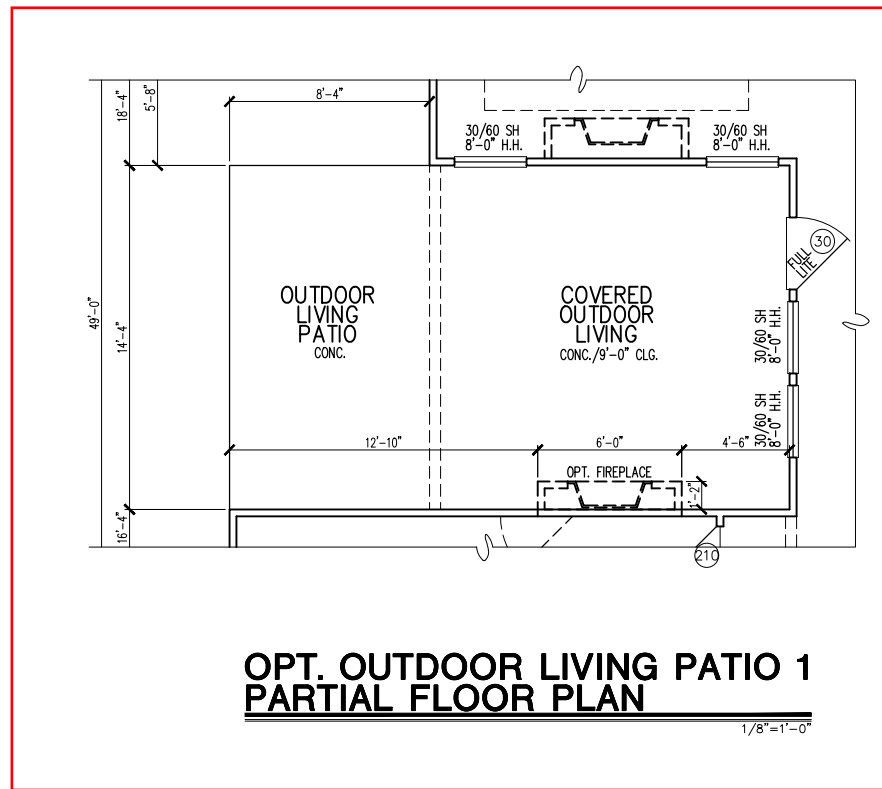 8'-4"
18'-4"
5'-8"
30/60 SH
8'-0" H.H.
30/60 SH
8'-0" H.H.
30
FULL
LITE
OUTDOOR
LIVING
PATIO
CONC.
COVERED
OUTDOOR
LIVING
CONC./9'-0" CLG.
49'-0"
14'-4"
30/60 SH
8'-0" H.H.
30/60 SH
8'-0" H.H.
12'-10"
6'-0"
4'-6"
OPT. FIREPLACE
1'-2"
16'-4"
210
OPT. OUTDOOR LIVING PATIO 1
PARTIAL FLOOR PLAN
1/8"=1'-0"